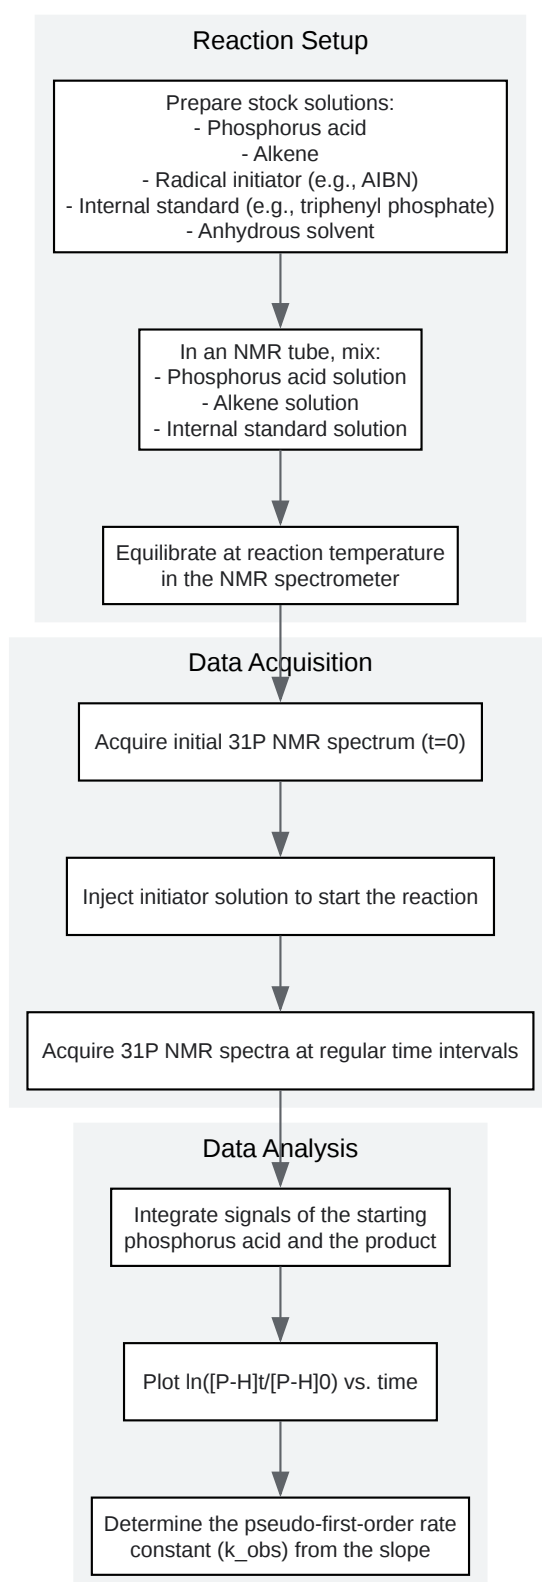 Reaction Setup
Prepare stock solutions:
- Phosphorus acid
- Alkene
- Radical initiator (e.g., AIBN)
- Internal standard (e.g., triphenyl phosphate)
- Anhydrous solvent
In an NMR tube, mix:
- Phosphorus acid solution
- Alkene solution
- Internal standard solution
Equilibrate at reaction temperature
in the NMR spectrometer
Data Acquisition
Acquire initial 31P NMR spectrum (t=0)
Inject initiator solution to start the reaction
Acquire 31P NMR spectra at regular time intervals
Data Analysis
Integrate signals of the starting
phosphorus acid and the product
Plot ln([P-H]t/[P-H]0) vs. time
Determine the pseudo-first-order rate
constant (k_obs) from the slope